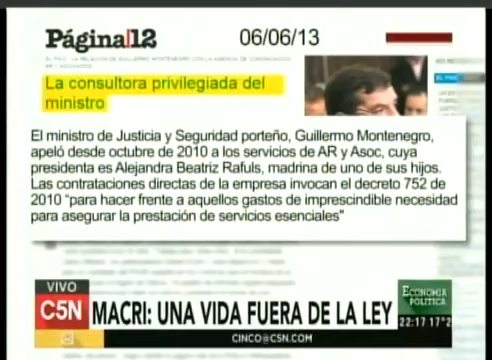 Página 12
06/06/13
La consultora privilegiada del
ministro
El ministro de Justicia y Seguridad porteño, Guillermo Montenegro,
apeló desde octubre de 2010 a los servicios de AR y Asoc, cuya
presidenta es Alejandra Beatriz Rafuls, madrina de uno de sus hijos.
Las contrataciones directas de la empresa invocan el decreto 752 de
2010 “para hacer frente a aquellos gastos de imprescindible necesidad
para asegurar la prestación de servicios esenciales"
VIVO
C5N
MACRI: UNA VIDA FUERA DE LA LEY
ECONOMIA
POLITICA
22:17 17°2
CINCO@C5N.COM